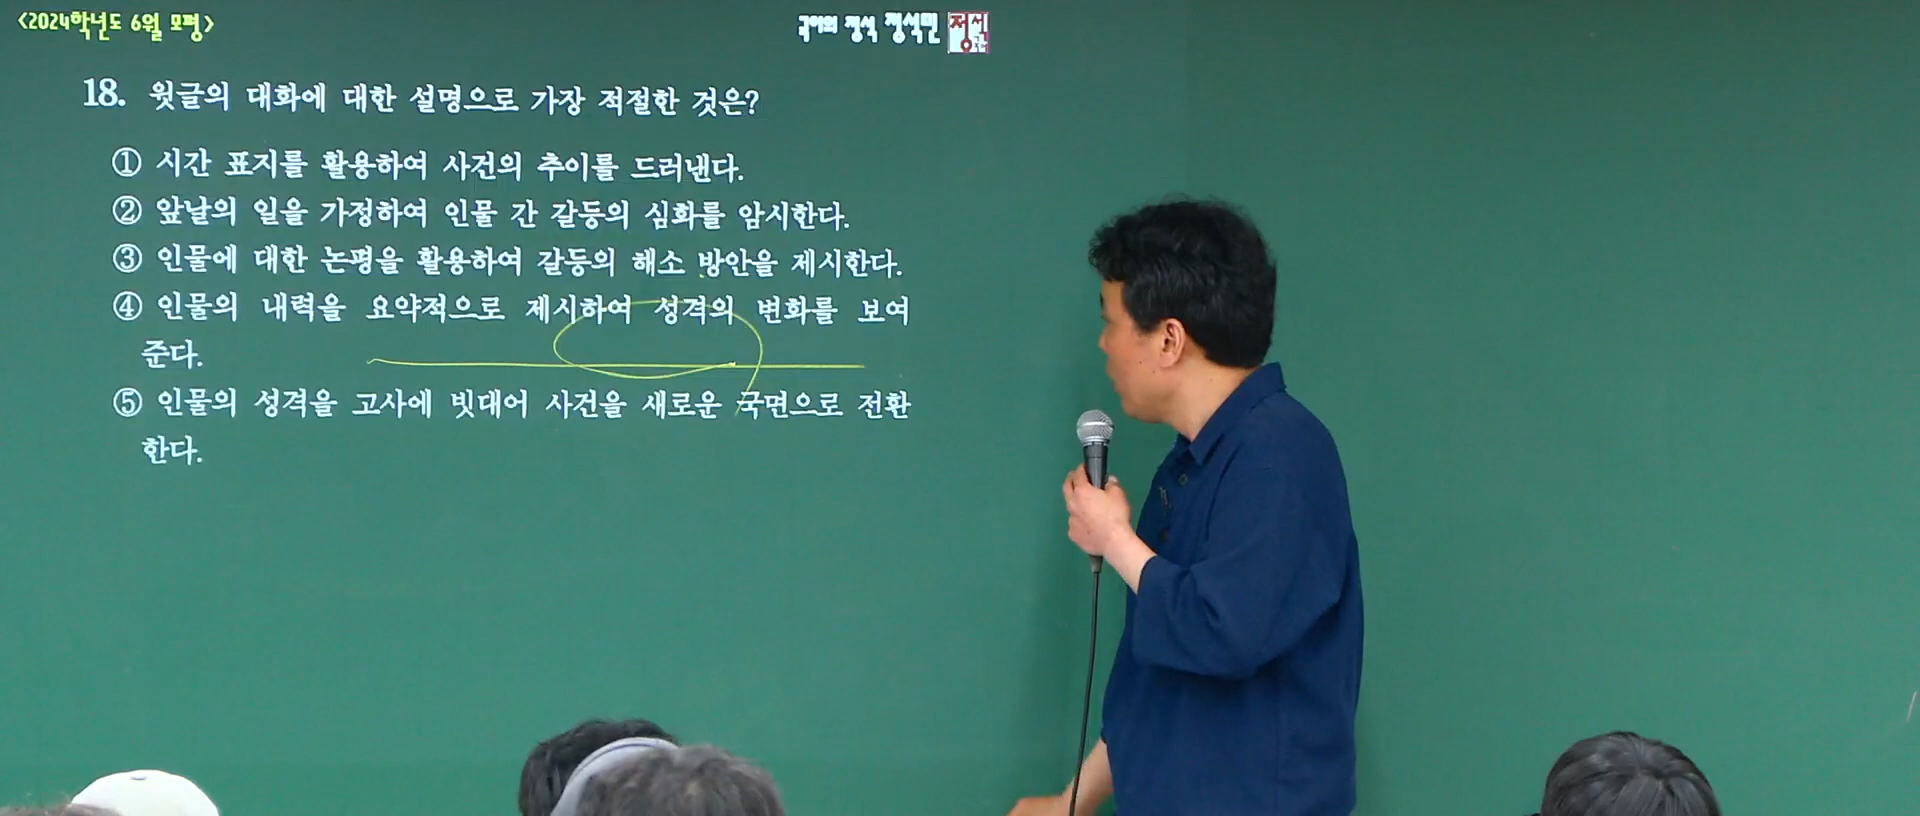 <2024학년도 6월 모평>
국어의 정석 정석민 정석
18. 윗글의 대화에 대한 설명으로 가장 적절한 것은?
① 시간 표지를 활용하여 사건의 추이를 드러낸다.
② 앞날의 일을 가정하여 인물 간 갈등의 심화를 암시한다.
③ 인물에 대한 논평을 활용하여 갈등의 해소 방안을 제시한다.
④ 인물의 내력을 요약적으로 제시하여 성격의 변화를 보여
준다.
⑤ 인물의 성격을 고사에 빗대어 사건을 새로운 국면으로 전환
한다.